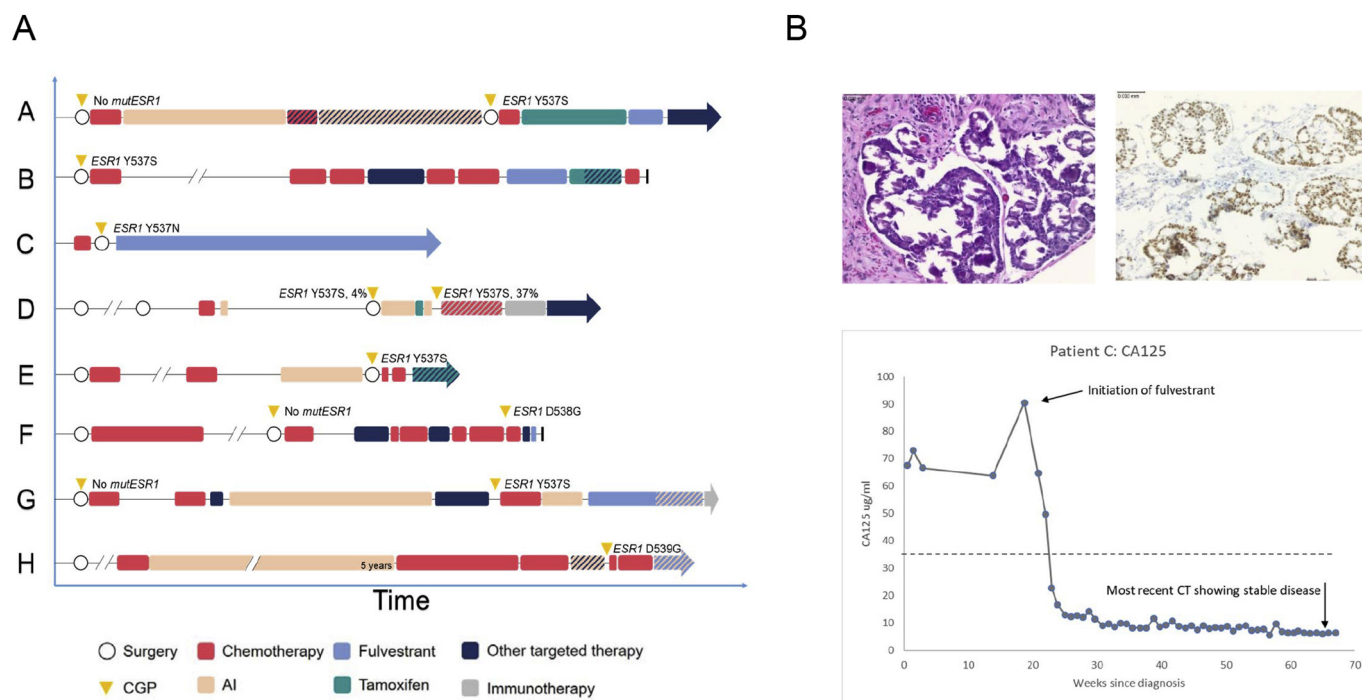 A
B
A
No mutESR1
ESR1 Y537S
B
ESR1 Y537S
C
ESR1 Y537N
D
ESR1 Y537S, 4%
ESR1 Y537S, 37%
E
ESR1 Y537S
F
No mutESR1
ESR1 D538G
G
No mutESR1
ESR1 Y537S
H
5 years
ESR1 D539G
Time
Surgery
Chemotherapy
Fulvestrant
Other targeted therapy
CGP
AI
Tamoxifen
Immunotherapy
Patient C: CA125
Initiation of fulvestrant
Most recent CT showing stable disease
CA125 ug/ml
100
90
80
70
60
50
40
30
20
10
0
0 10 20 30 40 50 60 70
Weeks since diagnosis